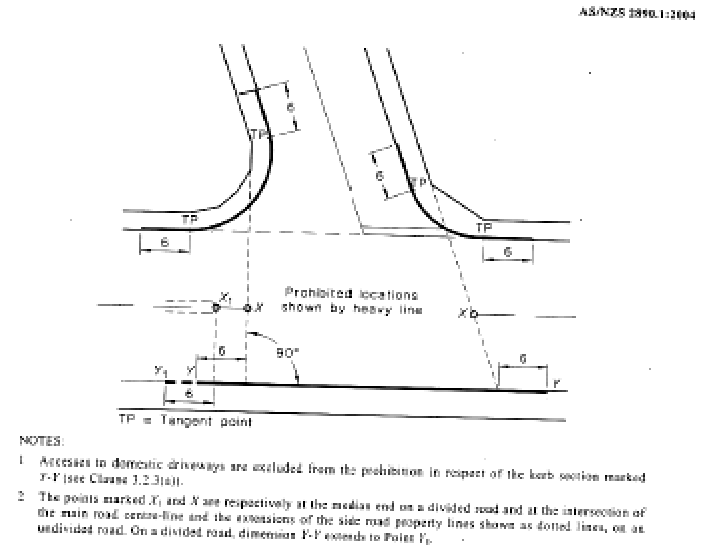 AS/NZS 2890.1:2004
6
TP
6
TP
TP
TP
6
6
X₁
X
Prohibited locations
shown by heavy line
X
6
90°
6
Y₁
Y
Y
6
TP = Tangent point
NOTES:
1 Accesses to domestic driveways are excluded from the prohibition in respect of the kerb section marked
Y-Y (see Clause 3.2.3(a)).
2 The points marked X₁ and X are respectively at the median end on a divided road and at the intersection of
the main road centre-line and the extensions of the side road property lines shown as dotted lines, on an
undivided road. On a divided road, dimension Y-Y extends to Point Y₁.